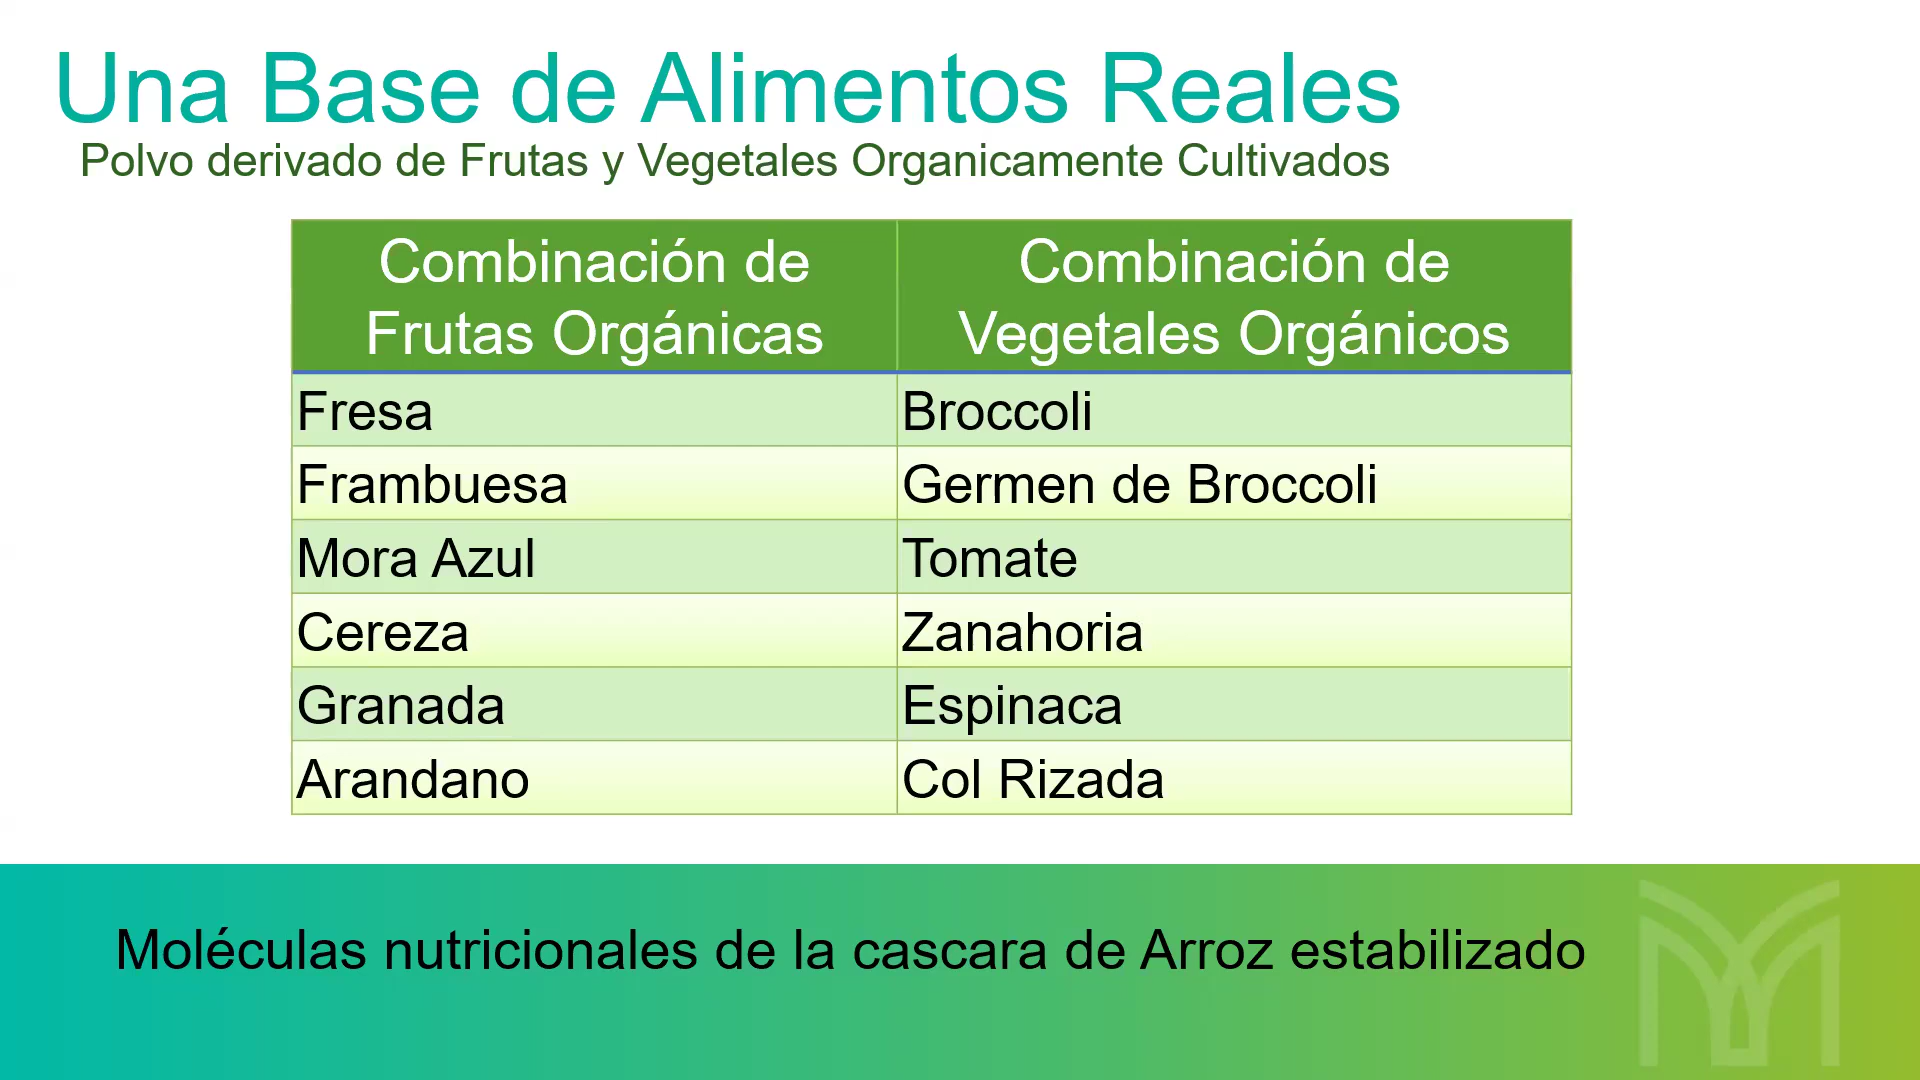 Una Base de Alimentos Reales
Polvo derivado de Frutas y Vegetales Organicamente Cultivados
Combinación de
Frutas Orgánicas
Combinación de
Vegetales Orgánicos
Fresa
Broccoli
Frambuesa
Germen de Broccoli
Mora Azul
Tomate
Cereza
Zanahoria
Granada
Espinaca
Arandano
Col Rizada
Moléculas nutricionales de la cascara de Arroz estabilizado